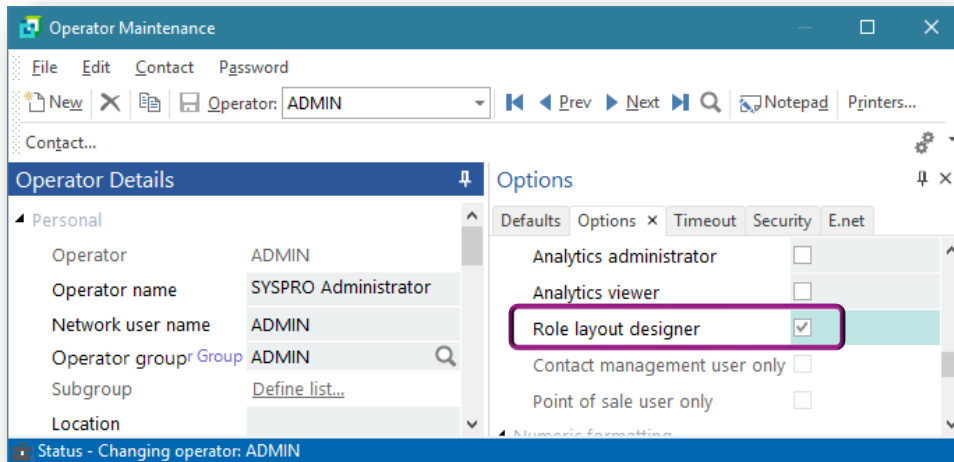 Operator Maintenance
File Edit Contact Password
New Operator: ADMIN Prev Next Notepad Printers...
Contact...
Operator Details
Personal
Operator ADMIN
Operator name SYSPRO Administrator
Network user name ADMIN
Operator groupr Group ADMIN
Subgroup Define list...
Location
Options
Defaults Options × Timeout Security E.net
Analytics administrator
Analytics viewer
Role layout designer
Contact management user only
Point of sale user only
Numeric formatting
Status - Changing operator: ADMIN